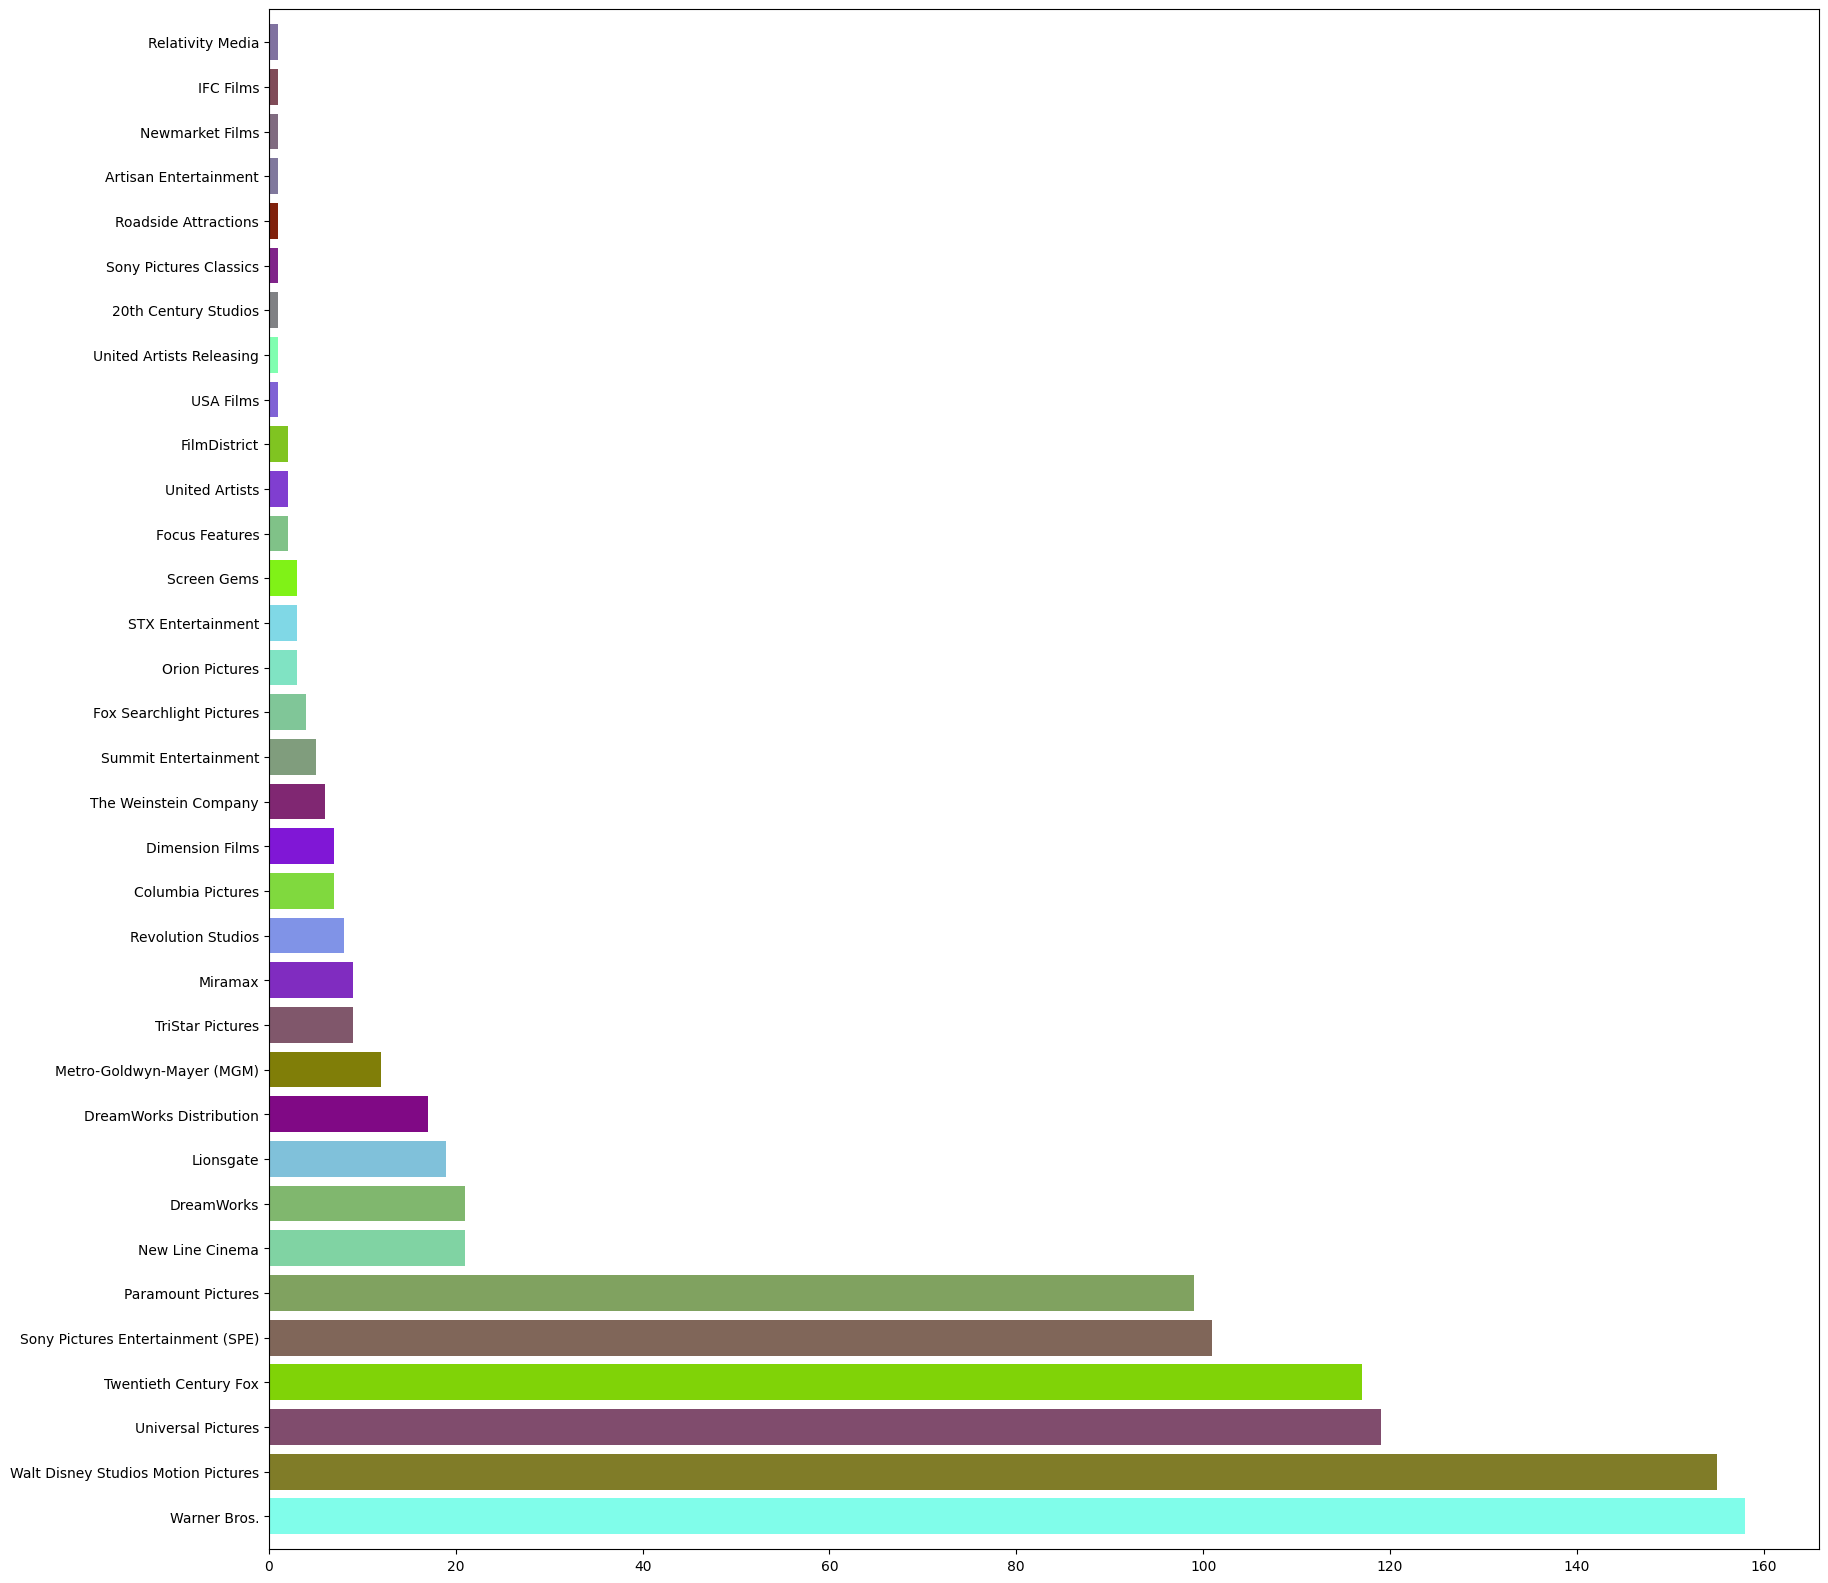 Relativity Media
IFC Films
Newmarket Films
Artisan Entertainment
Roadside Attractions
Sony Pictures Classics
20th Century Studios
United Artists Releasing
USA Films
FilmDistrict
United Artists
Focus Features
Screen Gems
STX Entertainment
Orion Pictures
Fox Searchlight Pictures
Summit Entertainment
The Weinstein Company
Dimension Films
Columbia Pictures
Revolution Studios
Miramax
TriStar Pictures
Metro-Goldwyn-Mayer (MGM)
DreamWorks Distribution
Lionsgate
DreamWorks
New Line Cinema
Paramount Pictures
Sony Pictures Entertainment (SPE)
Twentieth Century Fox
Universal Pictures
Walt Disney Studios Motion Pictures
Warner Bros.
0 20 40 60 80 100 120 140 160